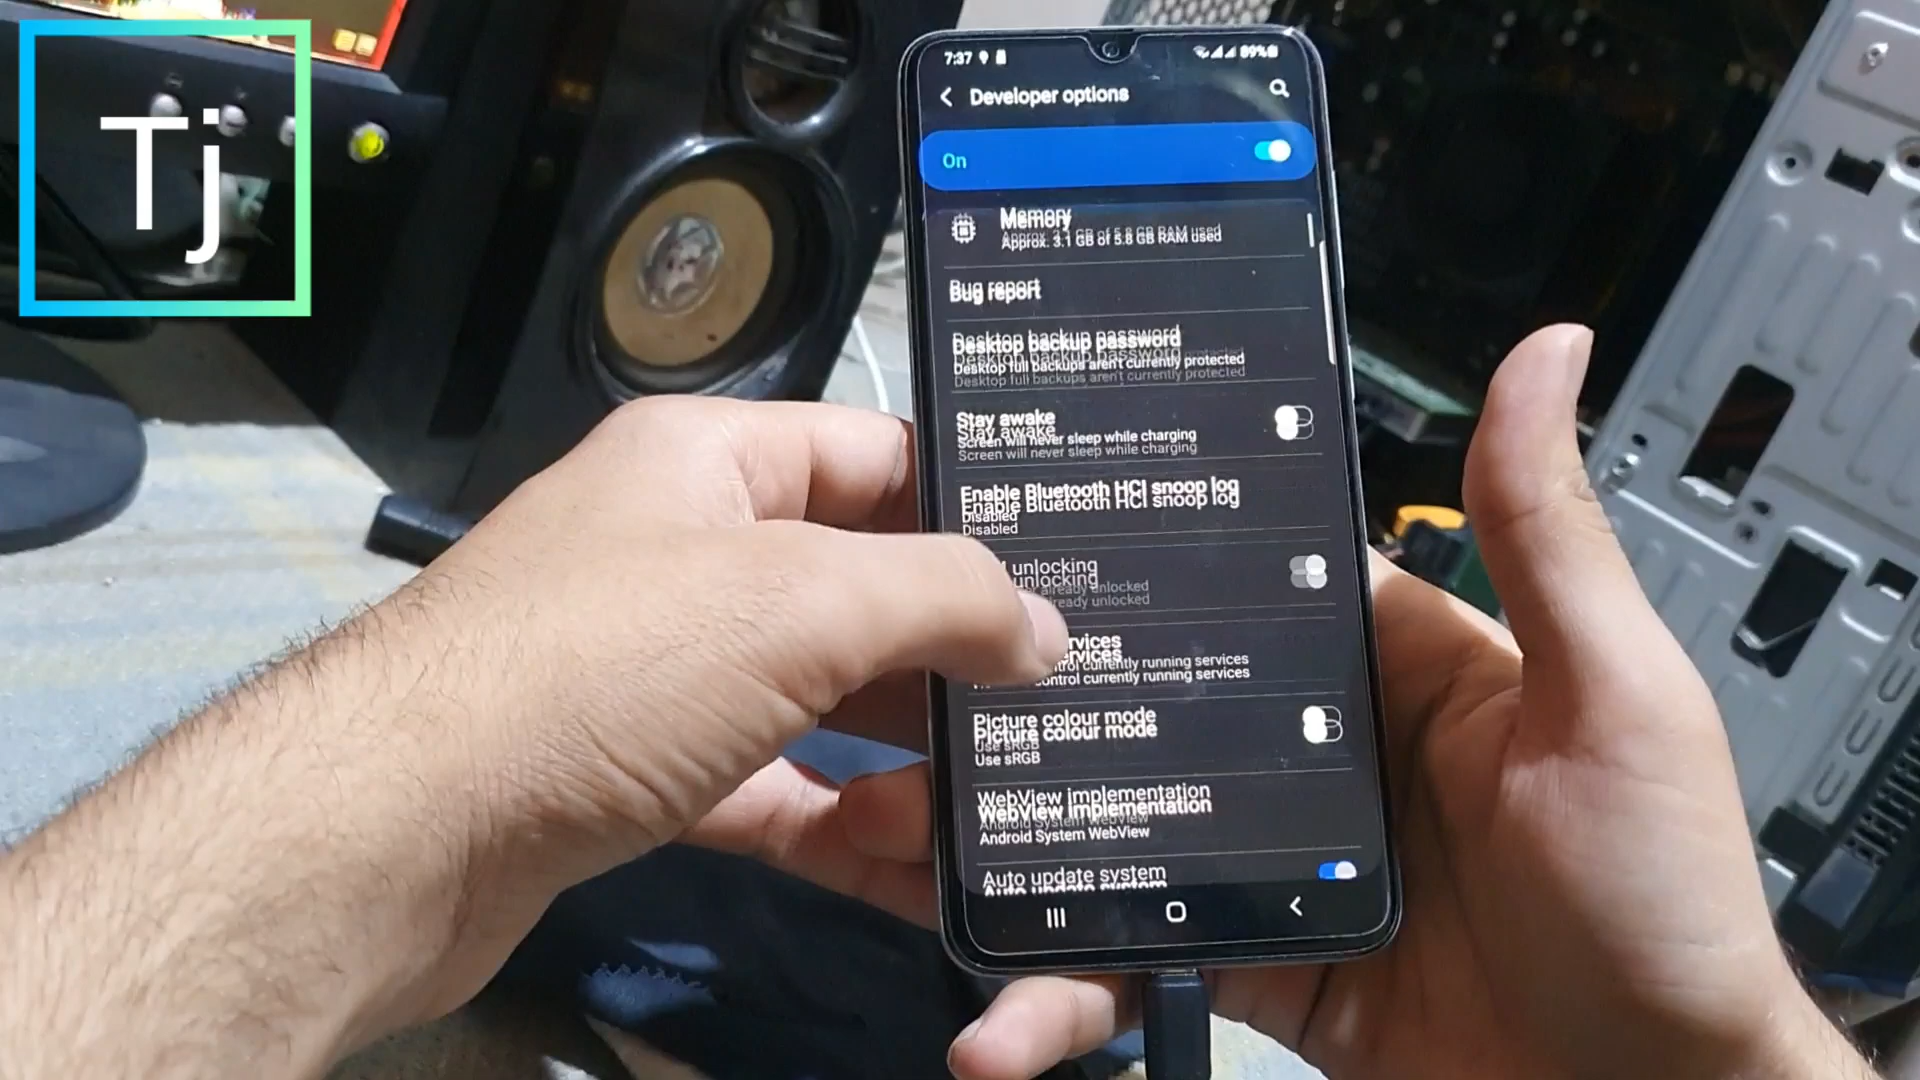 Tj
7:37
89%
Developer options
On
Memory
Approx. 3.1 GB of 5.8 GB RAM used
Bug report
Desktop backup password
Desktop full backups aren't currently protected
Stay awake
Screen will never sleep while charging
Enable Bluetooth HCI snoop log
Disabled
unlocking
already unlocked
control currently running services
Picture colour mode
Use sRGB
WebView implementation
Android System WebView
Auto update system